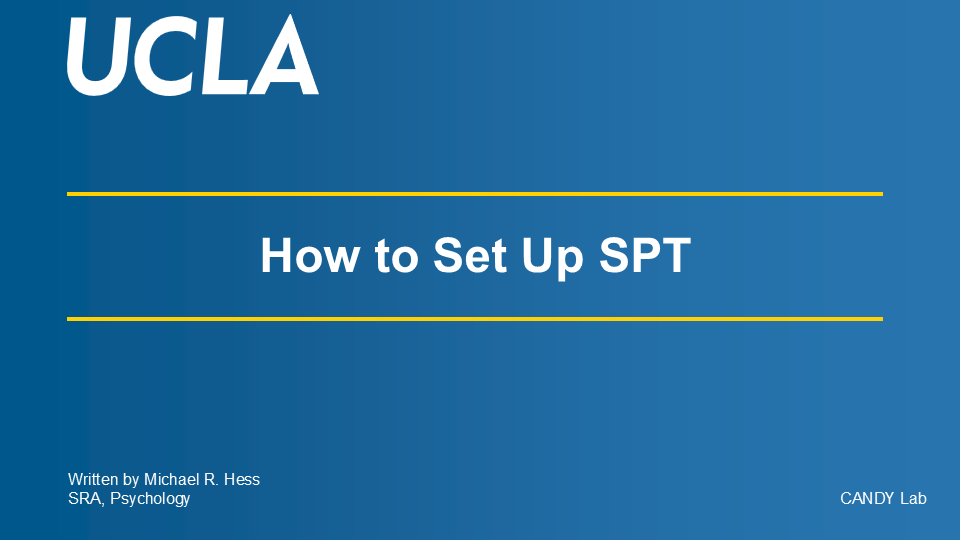 UCLA
How to Set Up SPT
Written by Michael R. Hess
SRA, Psychology
CANDY Lab